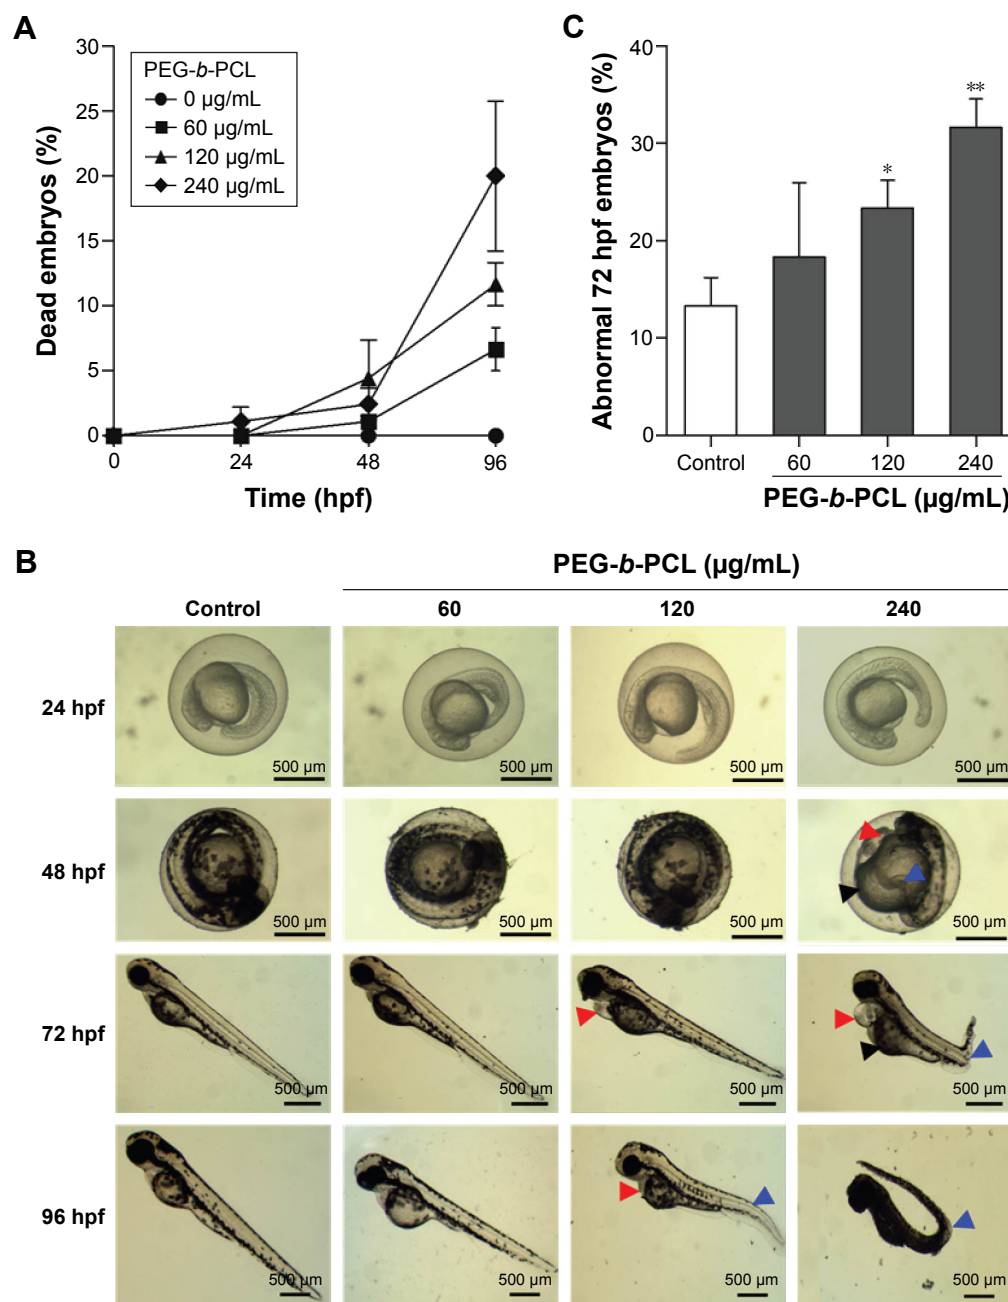 A
30
25
20
15
10
5
0
Dead embryos (%)
PEG-b-PCL
0 µg/mL
60 µg/mL
120 µg/mL
240 µg/mL
0 24 48 96
Time (hpf)
C
40
30
20
10
0
Abnormal 72 hpf embryos (%)
*
**
Control 60 120 240
PEG-b-PCL (µg/mL)
B
PEG-b-PCL (µg/mL)
Control 60 120 240
24 hpf
500 µm 500 µm 500 µm 500 µm
48 hpf
500 µm 500 µm 500 µm 500 µm
72 hpf
500 µm 500 µm 500 µm 500 µm
96 hpf
500 µm 500 µm 500 µm 500 µm